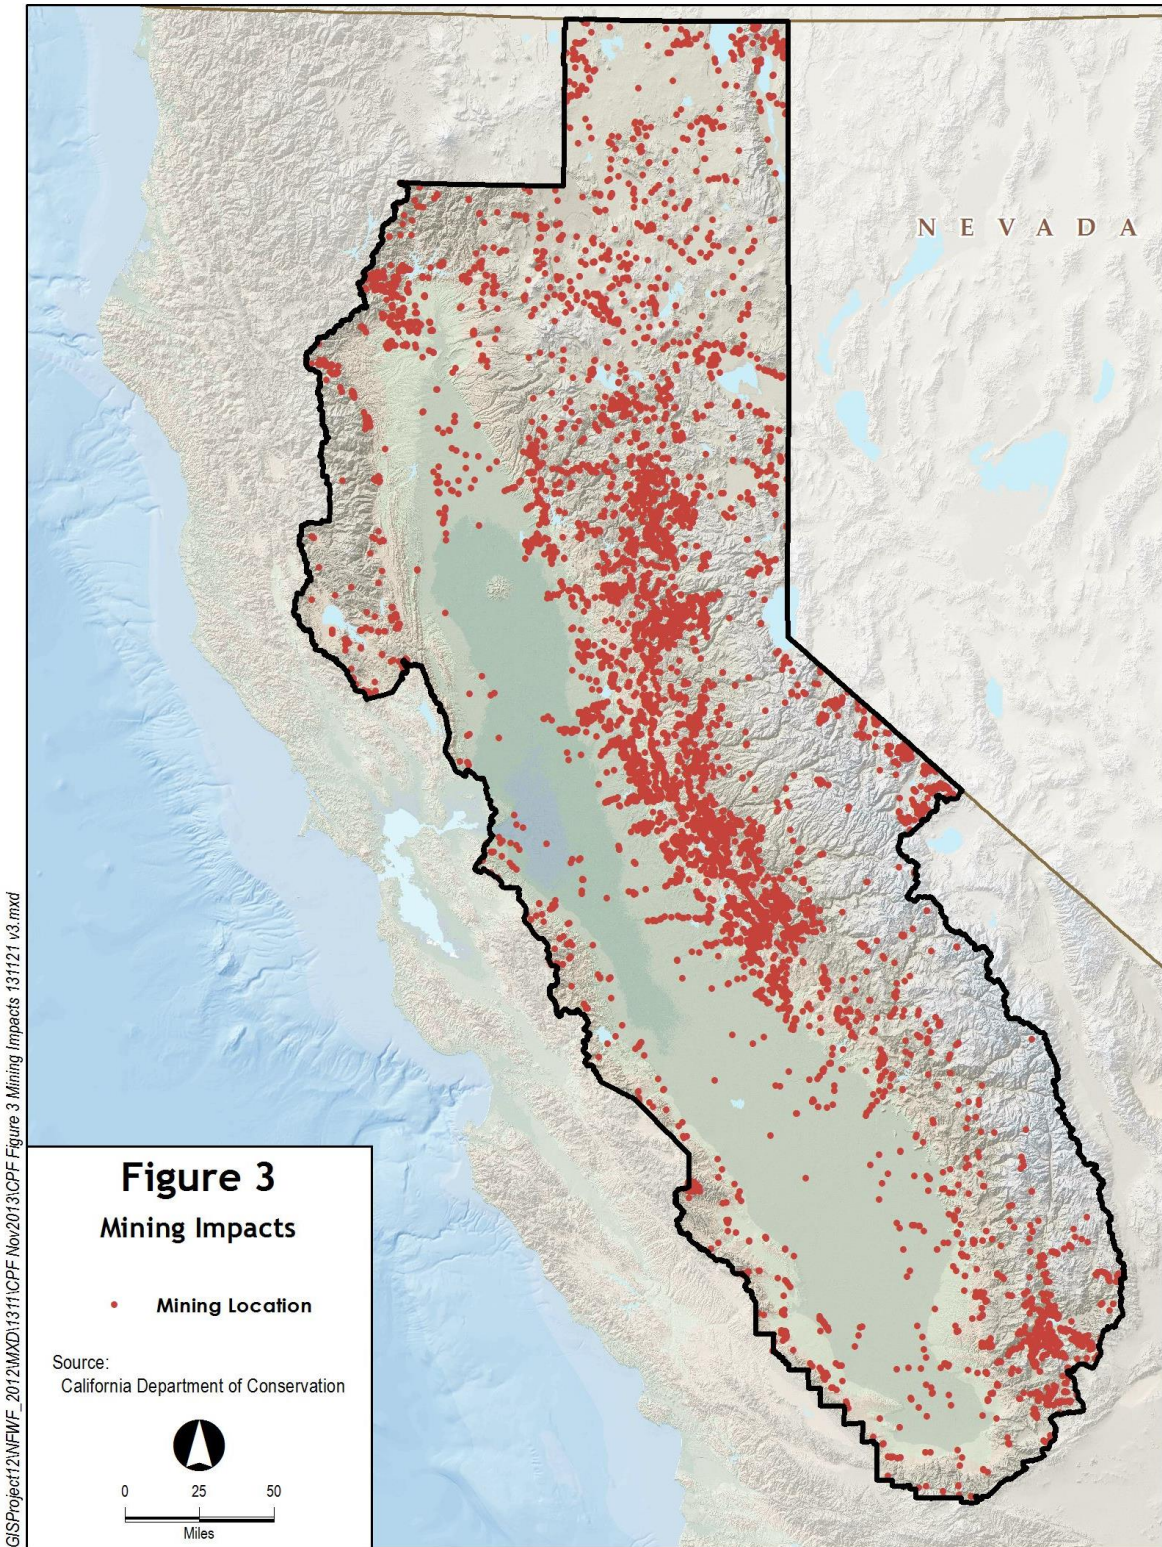 N E V A D A
GISProject12\NFWF_2012\MXD\1311\CPF Nov2013\CPF Figure 3 Mining Impacts 131121 v3.mxd
Figure 3
Mining Impacts
Mining Location
Source:
California Department of Conservation
0 25 50
Miles